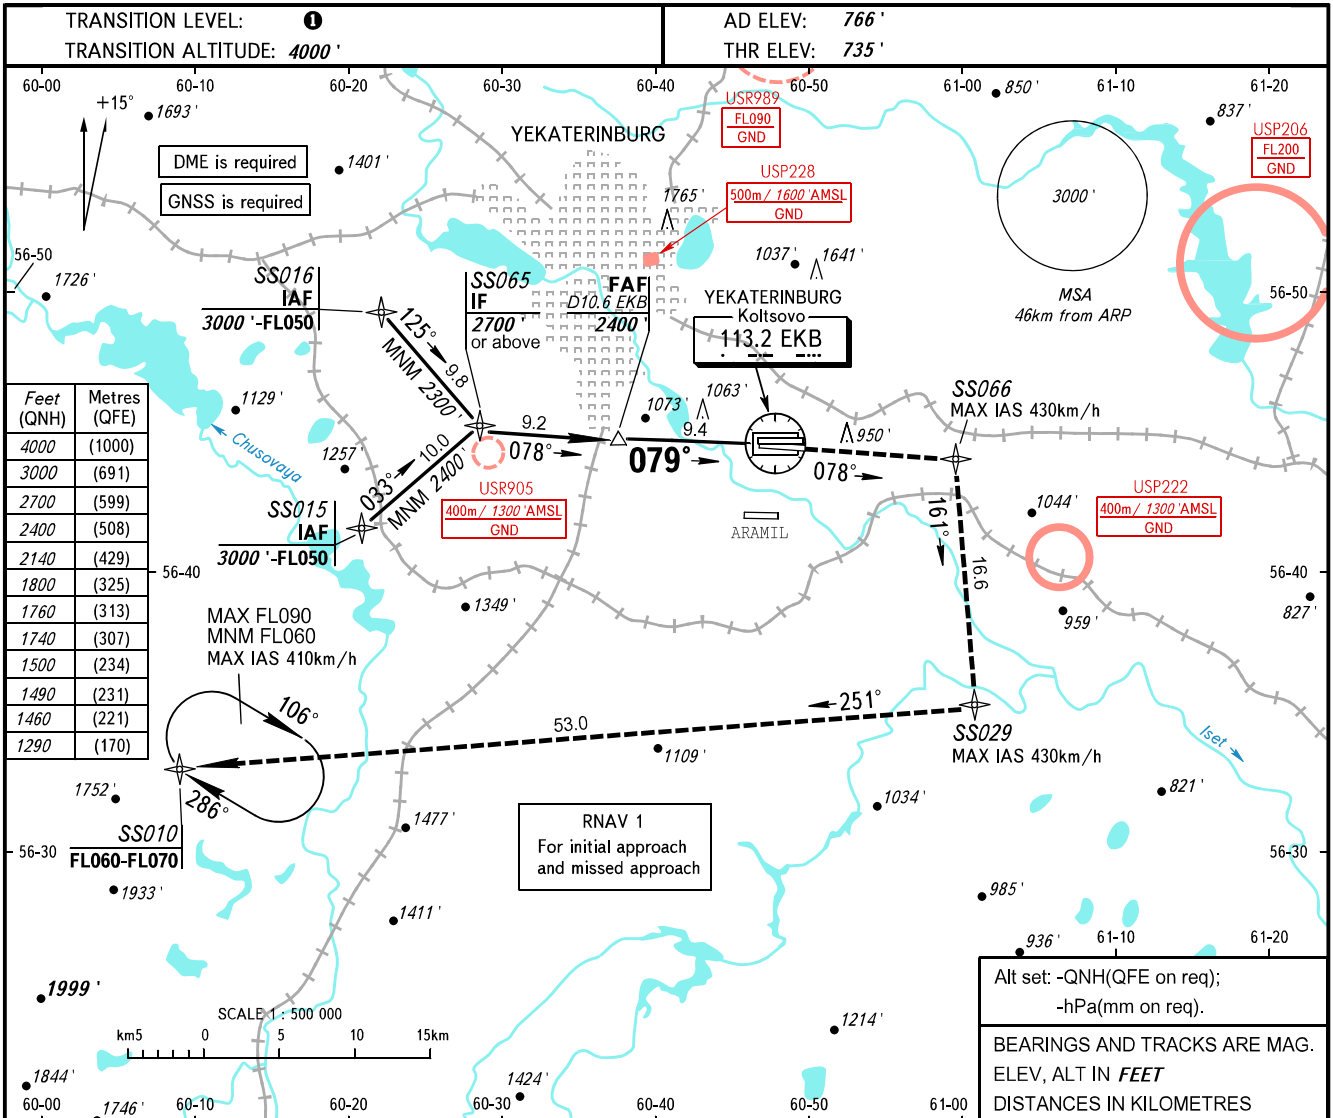 TRANSITION LEVEL: ❶
TRANSITION ALTITUDE: 4000 '
AD ELEV: 766 '
THR ELEV: 735 '
60-00
60-10
60-20
60-30
60-40
60-50
61-00
61-10
61-20
+15°
1693 '
1401 '
DME is required
GNSS is required
YEKATERINBURG
USR989
FL090
GND
USP228
500m / 1600 'AMSL
GND
1765 '
850 '
837 '
USP206
FL200
GND
3000 '
MSA
46km from ARP
56-50
1726 '
SS016
IAF
3000 '-FL050
SS065
IF
2700 '
or above
FAF
D10.6 EKB
2400 '
1037 '
1641 '
YEKATERINBURG
Koltsovo
113.2 EKB
56-50
125°
9.8
MNM 2300 '
Feet
(QNH)
Metres
(QFE)
4000 (1000)
3000 (691)
2700 (599)
2400 (508)
2140 (429)
1800 (325)
1760 (313)
1740 (307)
1500 (234)
1490 (231)
1460 (221)
1290 (170)
1129 '
Chusovaya
1257 '
033°
10.0
MNM 2400 '
9.2
078°
1073 '
1063 '
9.4
079°
950 '
078°
SS066
MAX IAS 430km/h
USR905
400m / 1300 'AMSL
GND
SS015
IAF
3000 '-FL050
ARAMIL
161°
16.6
1044 '
USP222
400m / 1300 'AMSL
GND
56-40
56-40
1349 '
959 '
827 '
MAX FL090
MNM FL060
MAX IAS 410km/h
106°
286°
53.0
251°
1109 '
SS029
MAX IAS 430km/h
Iset
1752 '
SS010
FL060-FL070
1477 '
RNAV 1
For initial approach
and missed approach
1034 '
821 '
56-30
56-30
1933 '
1411 '
985 '
936 '
61-10
61-20
1999 '
SCALE 1 : 500 000
km5 0 5 10 15km
1214 '
Alt set: -QNH(QFE on req);
-hPa(mm on req).
BEARINGS AND TRACKS ARE MAG.
ELEV, ALT IN FEET
DISTANCES IN KILOMETRES
1844 '
1424 '
60-00
1746 '
60-10
60-20
60-30
60-40
60-50
61-00